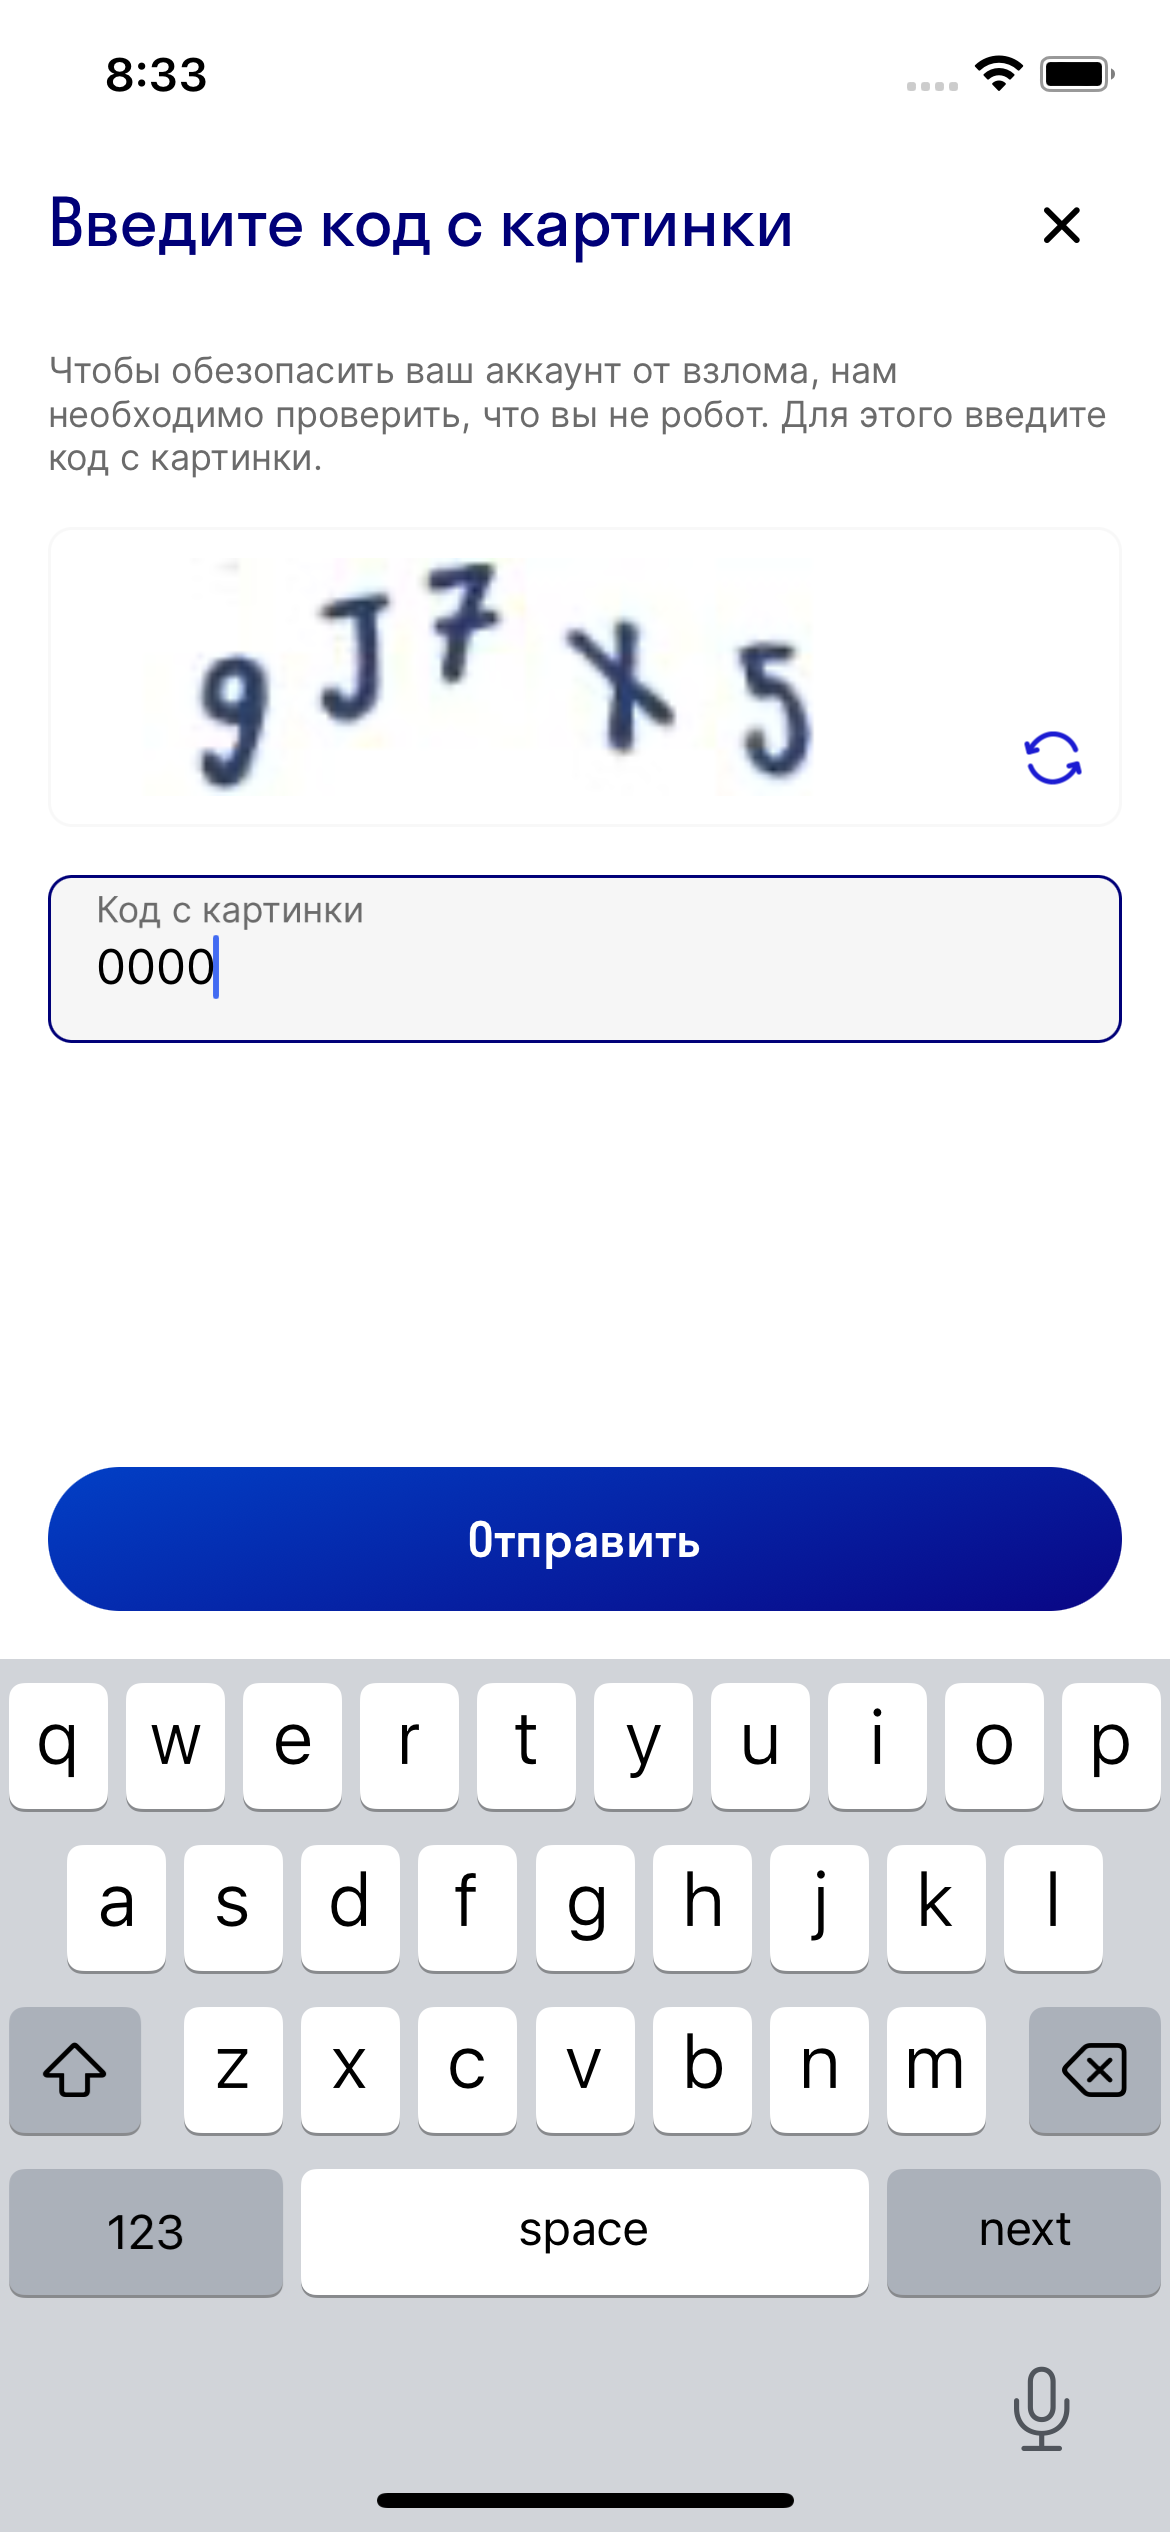 8:33
Введите код с картинки
Чтобы обезопасить ваш аккаунт от взлома, нам
необходимо проверить, что вы не робот. Для этого введите
код с картинки.
9J7X5
Код с картинки
0000
Отправить
q w e r t y u i o p
a s d f g h j k l
z x c v b n m
123 space next